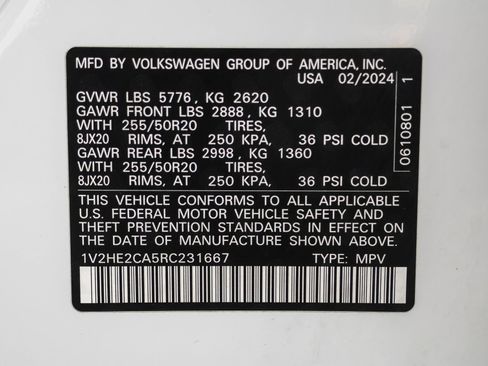 MFD BY VOLKSWAGEN GROUP OF AMERICA, INC.
USA 02/2024
GVWR LBS 5776, KG 2620
GAWR FRONT LBS 2888, KG 1310
WITH 255/50R20 TIRES,
8JX20 RIMS, AT 250 KPA, 36 PSI COLD
GAWR REAR LBS 2998, KG 1360
WITH 255/50R20 TIRES,
8JX20 RIMS, AT 250 KPA, 36 PSI COLD
THIS VEHICLE CONFORMS TO ALL APPLICABLE
U.S. FEDERAL MOTOR VEHICLE SAFETY AND
THEFT PREVENTION STANDARDS IN EFFECT ON
THE DATE OF MANUFACTURE SHOWN ABOVE.
1V2HE2CA5RC231667 TYPE: MPV
0610801 1